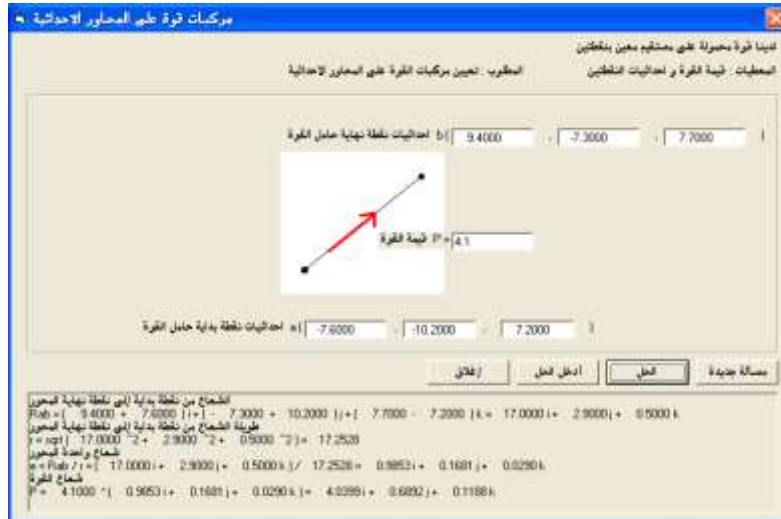 مركبات قوة على المحاور الاحداثية
لدينا قوة محمولة على مستقيم معين بنقطتين
المعطيات : قيمة القوة و احداثيات النقطتين المطلوب : تعيين مركبات القوة على المحاور الاحداثية
احداثيات نقطة نهاية حامل القوة b( 9.4000 , -7.3000 , 7.7000 )
قيمة القوة P = 4.1
احداثيات نقطة بداية حامل القوة a( -7.6000 , -10.2000 , 7.2000 )
مسألة جديدة الحل أدخل الحل إغلاق
الشعاع من نقطة بداية إلى نقطة نهاية المحور
Rab =( 9.4000 + 7.6000 ) i+( - 7.3000 + 10.2000 ) j+( 7.7000 - 7.2000 ) k = 17.0000 i+ 2.9000 j+ 0.5000 k
طويلة الشعاع من نقطة بداية إلى نقطة نهاية المحور
r = sqrt( 17.0000 ^2 + 2.9000 ^2 + 0.5000 ^2 )= 17.2528
شعاع واحدة المحور
e = Rab / r =( 17.0000 i + 2.9000 j + 0.5000 k )/ 17.2528 = 0.9853 i + 0.1681 j + 0.0290 k
شعاع القوة
P = 4.1000 *( 0.9853 i + 0.1681 j + 0.0290 k )= 4.0399 i + 0.6892 j + 0.1188 k